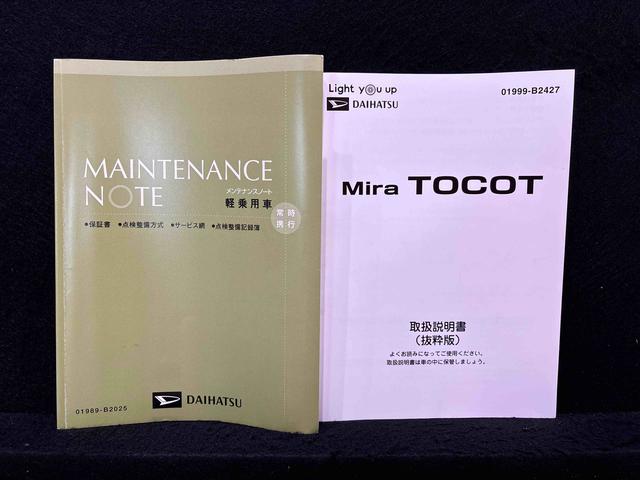 MAINTENANCE
NOTE
メンテナンスノート
軽乗用車
常時
携行
●保証書 ●点検整備方式 ●サービス網 ●点検整備記録簿
01989-B2025
DAIHATSU
Light you up
DAIHATSU
01999-B2427
Mira TOCOT
取扱説明書
（抜粋版）
よくお読みになってご使用ください。
取扱説明書は車の中に保管しましょう。